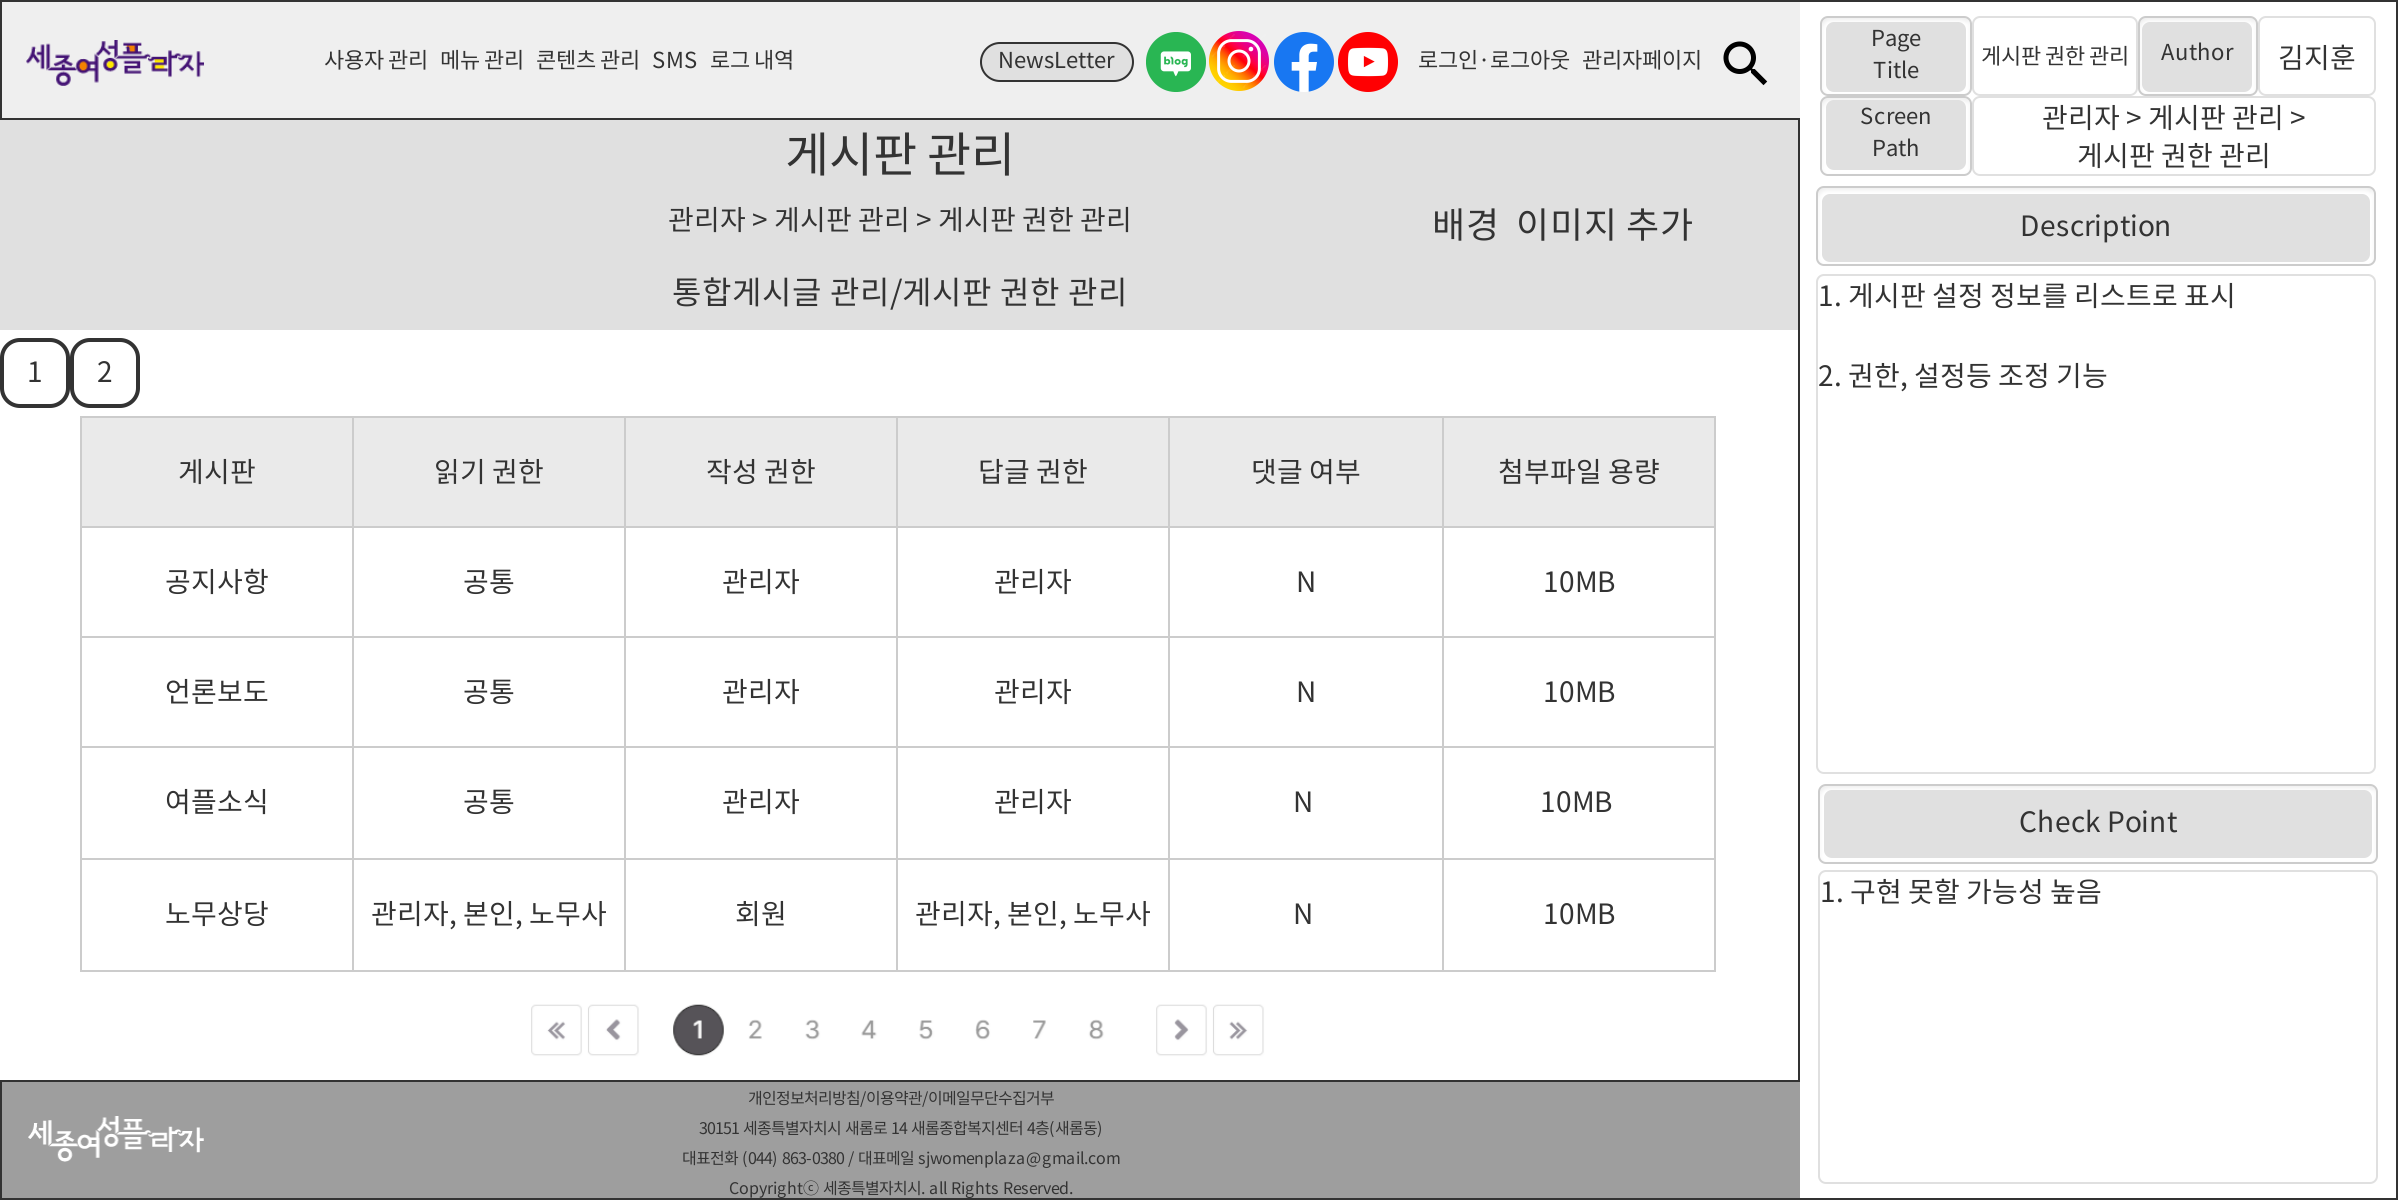 세종여성플라자 사용자 관리 메뉴 관리 콘텐츠 관리 SMS 로그 내역 NewsLetter blog 로그인·로그아웃 관리자페이지
게시판 관리
관리자 > 게시판 관리 > 게시판 권한 관리
배경 이미지 추가
통합게시글 관리/게시판 권한 관리
1 2
게시판 읽기 권한 작성 권한 답글 권한 댓글 여부 첨부파일 용량
공지사항 공통 관리자 관리자 N 10MB
언론보도 공통 관리자 관리자 N 10MB
여플소식 공통 관리자 관리자 N 10MB
노무상당 관리자, 본인, 노무사 회원 관리자, 본인, 노무사 N 10MB
« ‹ 1 2 3 4 5 6 7 8 › »
세종여성플라자
개인정보처리방침/이용약관/이메일무단수집거부
30151 세종특별자치시 새롬로 14 새롬종합복지센터 4층(새롬동)
대표전화 (044) 863-0380 / 대표메일 sjwomenplaza@gmail.com
Copyrightⓒ 세종특별자치시. all Rights Reserved.
Page
Title
게시판 권한 관리
Author
김지훈
Screen
Path
관리자 > 게시판 관리 >
게시판 권한 관리
Description
1. 게시판 설정 정보를 리스트로 표시
2. 권한, 설정등 조정 기능
Check Point
1. 구현 못할 가능성 높음